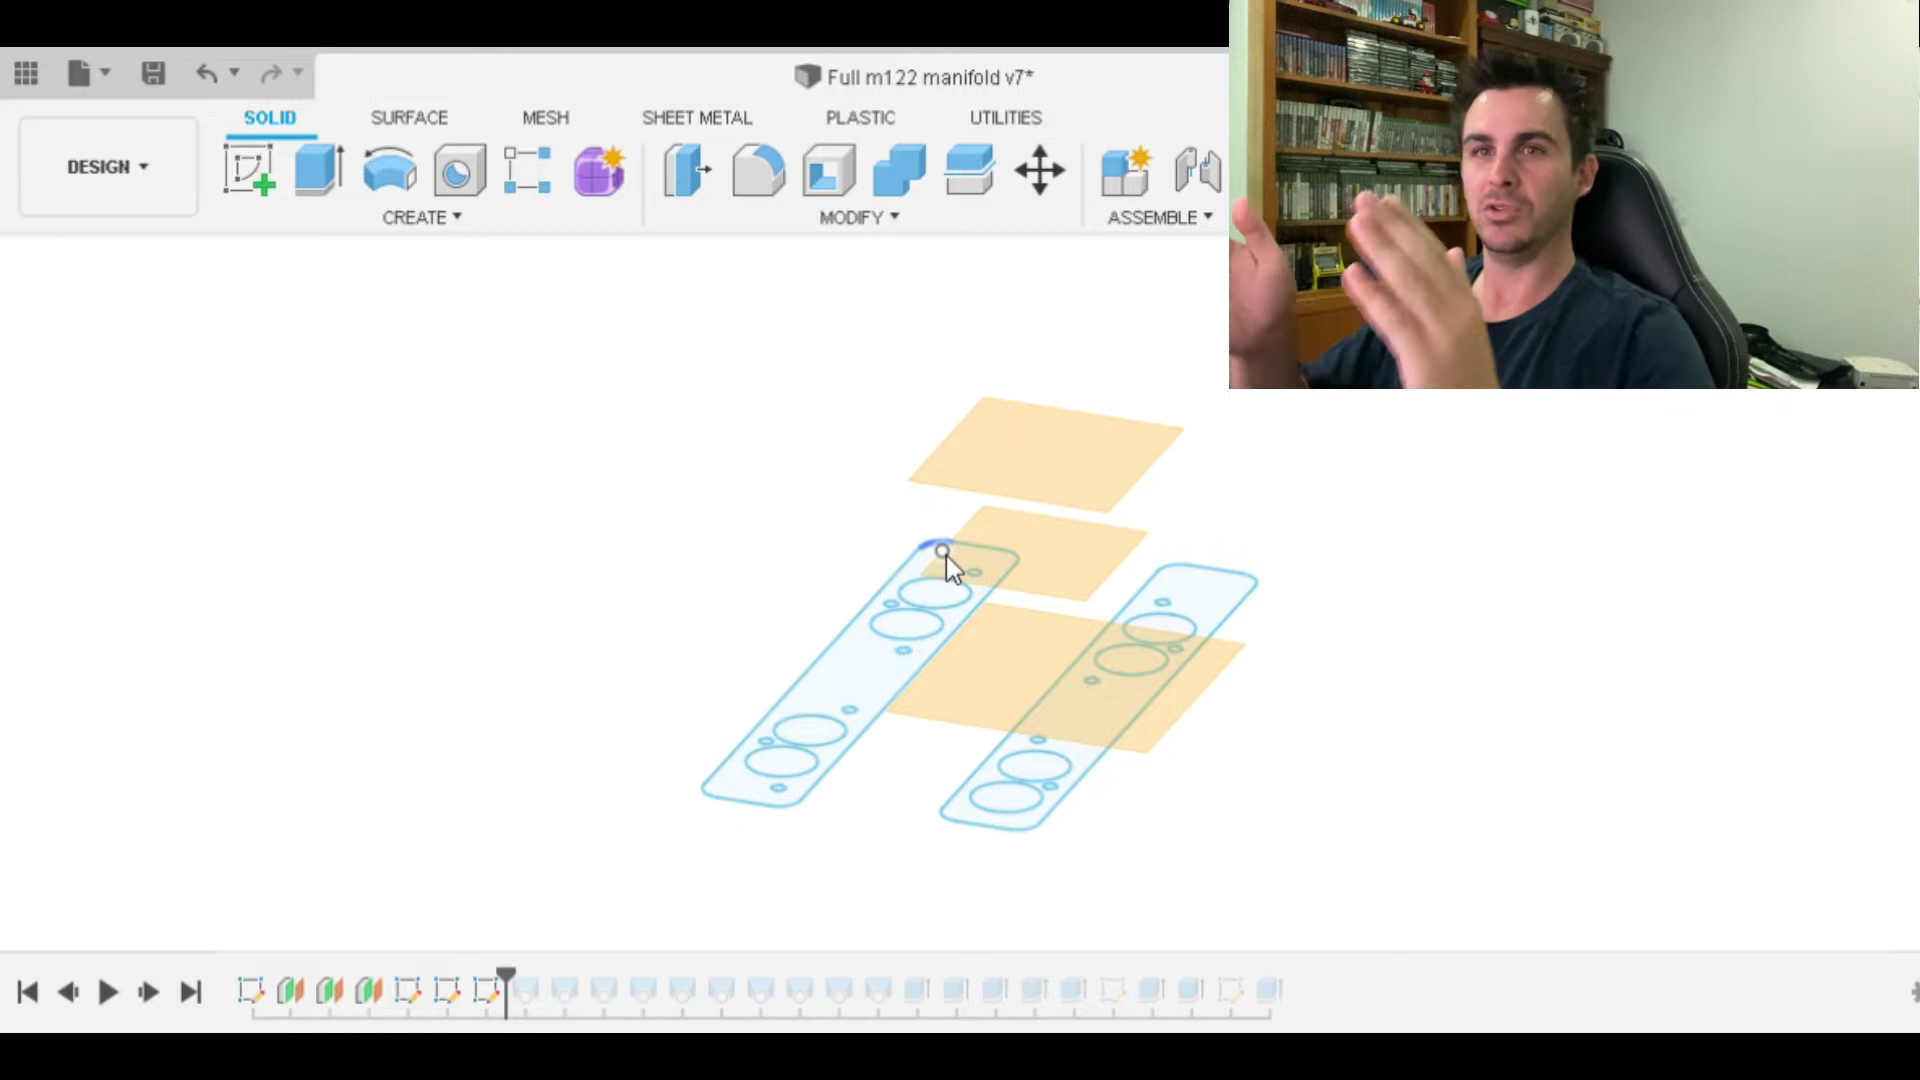 Full m122 manifold v7*
SOLID
SURFACE
MESH
SHEET METAL
PLASTIC
UTILITIES
DESIGN
CREATE
MODIFY
ASSEMBLE